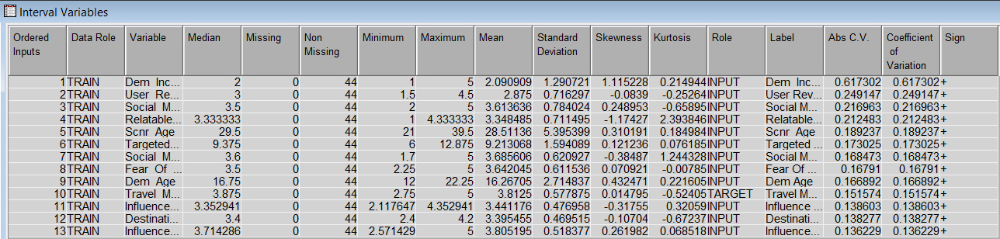 Interval Variables
Ordered Inputs Data Role Variable Median Missing Non Missing Minimum Maximum Mean Standard Deviation Skewness Kurtosis Role Label Abs C.V. Coefficient of Variation Sign
1 TRAIN Dem Inc... 2 0 44 1 5 2.090909 1.290721 1.115228 0.214944 INPUT Dem Inc... 0.617302 0.617302 +
2 TRAIN User Re... 3 0 44 1.5 4.5 2.875 0.716297 -0.0839 -0.25264 INPUT User Rev... 0.249147 0.249147 +
3 TRAIN Social M... 3.5 0 44 2 5 3.613636 0.784024 0.248953 -0.65895 INPUT Social M... 0.216963 0.216963 +
4 TRAIN Relatable... 3.333333 0 44 1 4.333333 3.348485 0.711495 -1.17427 2.393846 INPUT Relatable... 0.212483 0.212483 +
5 TRAIN Scnr Age 29.5 0 44 21 39.5 28.51136 5.395399 0.310191 0.184984 INPUT Scnr Age 0.189237 0.189237 +
6 TRAIN Targeted... 9.375 0 44 6 12.875 9.213068 1.594089 0.121236 0.076185 INPUT Targeted ... 0.173025 0.173025 +
7 TRAIN Social M... 3.6 0 44 1.7 5 3.685606 0.620927 -0.38487 1.244328 INPUT Social M... 0.168473 0.168473 +
8 TRAIN Fear Of ... 3.5 0 44 2.25 5 3.642045 0.611536 0.070921 -0.00785 INPUT Fear Of ... 0.16791 0.16791 +
9 TRAIN Dem Age 16.75 0 44 12 22.25 16.26705 2.714837 0.432471 0.221605 INPUT Dem Age 0.166892 0.166892 +
10 TRAIN Travel M... 3.875 0 44 2.75 5 3.8125 0.577875 0.014795 -0.52405 TARGET Travel M... 0.151574 0.151574 +
11 TRAIN Influence... 3.352941 0 44 2.117647 4.352941 3.441176 0.476958 -0.31755 0.32059 INPUT Influence ... 0.138603 0.138603 +
12 TRAIN Destinati... 3.4 0 44 2.4 4.2 3.395455 0.469515 -0.10704 -0.67237 INPUT Destinati... 0.138277 0.138277 +
13 TRAIN Influence... 3.714286 0 44 2.571429 5 3.805195 0.518377 0.261982 0.068518 INPUT Influence... 0.136229 0.136229 +